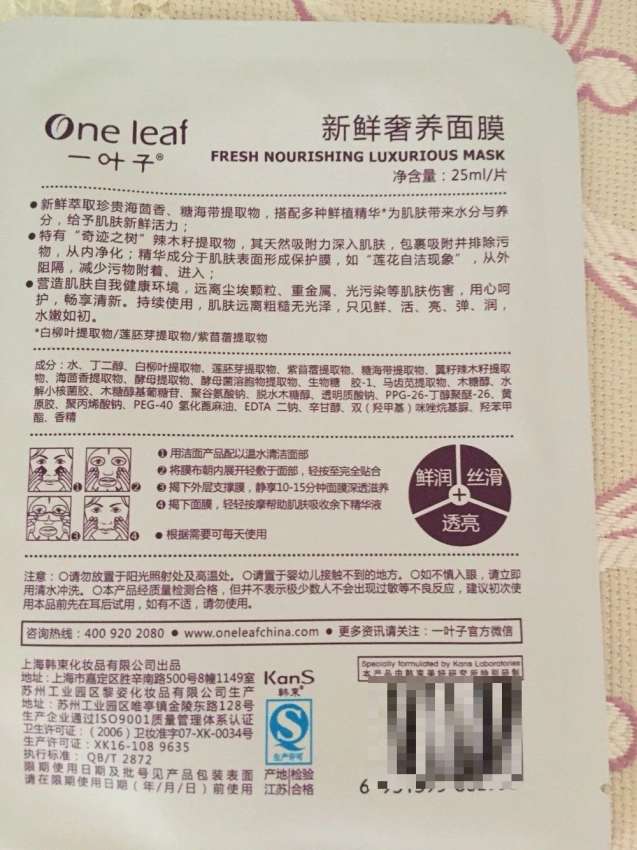 One leaf
一叶子®
新鲜奢养面膜
FRESH NOURISHING LUXURIOUS MASK
净含量：25ml/片
●新鲜萃取珍贵海茴香、糖海带提取物，搭配多种鲜植精华*为肌肤带来水分与养
分，给予肌肤新鲜活力；
●特有“奇迹之树”辣木籽提取物，其天然吸附力深入肌肤，包裹吸附并排除污
物，从内净化；精华成分于肌肤表面形成保护膜，如“莲花自洁现象”，从外
阻隔，减少污物附着、进入；
●营造肌肤自我健康环境，远离尘埃颗粒、重金属、光污染等肌肤伤害，用心呵
护，畅享清新。持续使用，肌肤远离粗糙无光泽，只见鲜、活、亮、弹、润，
水嫩如初。
*白柳叶提取物/莲胚芽提取物/紫苜蓿提取物
成分：水、丁二醇、白柳叶提取物、莲胚芽提取物、紫苜蓿提取物、糖海带提取物、翼籽辣木籽提取
物、海茴香提取物、酵母提取物、酵母菌溶胞物提取物、生物糖 胶-1、马齿苋提取物、木糖醇、水
解小核菌胶、木糖醇基葡糖苷、聚谷氨酸钠、脱水木糖醇、透明质酸钠、PPG-26-丁醇聚醚-26、黄
原胶、聚丙烯酸钠、PEG-40 氢化蓖麻油、EDTA 二钠、辛甘醇、双（羟甲基）咪唑烷基脲、羟苯甲
酯、香精
❶ 用洁面产品配以温水清洁面部
❷ 将膜布朝内展开轻敷于面部，轻按至完全贴合
❸ 揭下外层支撑膜，静享10-15分钟面膜深透滋养
❹ 揭下面膜，轻轻按摩帮助肌肤吸收余下精华液
● 根据需要可每天使用
❶ ❷
❸ ❹
鲜润 丝滑
+
透亮
注意：○请勿放置于阳光照射处及高温处。○请置于婴幼儿接触不到的地方。○如不慎入眼，请立即
用清水冲洗。○本产品经质量检测合格，但并不表示极少数人不会出现过敏等不良反应，建议初次使
用本品前先在耳后试用，如有不适，请勿使用。
咨询热线：400 920 2080 ● www.oneleafchina.com ● 更多资讯请关注：一叶子官方微信
上海韩束化妆品有限公司出品
地址：上海市嘉定区胜辛南路500号8幢1149室
苏州工业园区黎姿化妆品有限公司生产
地址：苏州工业园区唯亭镇金陵东路128号
生产企业通过ISO9001质量管理体系认证
卫生许可证：（2006）卫妆准字07-XK-0034号
生产许可证：XK16-108 9635
执行标准： QB/T 2872
限期使用日期及批号见产品包装表面
请在限期使用日期（年/月/日）前使用
KanS
韩束®
QS
生产许可
产地 检验
江苏 合格
Specially formulated by Kans Laboratories
本产品由韩束美妍研究所特别研制
6